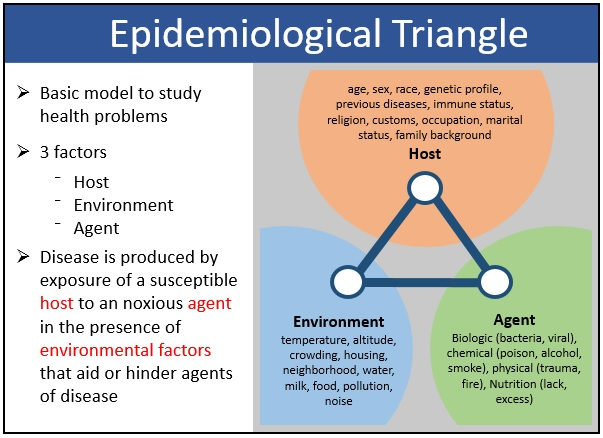 Epidemiological Triangle
➢ Basic model to study
health problems
➢ 3 factors
- Host
- Environment
- Agent
➢ Disease is produced by
exposure of a susceptible
host to an noxious agent
in the presence of
environmental factors
that aid or hinder agents
of disease
age, sex, race, genetic profile,
previous diseases, immune status,
religion, customs, occupation, marital
status, family background
Host
Environment
temperature, altitude,
crowding, housing,
neighborhood, water,
milk, food, pollution,
noise
Agent
Biologic (bacteria, viral),
chemical (poison, alcohol,
smoke), physical (trauma,
fire), Nutrition (lack,
excess)